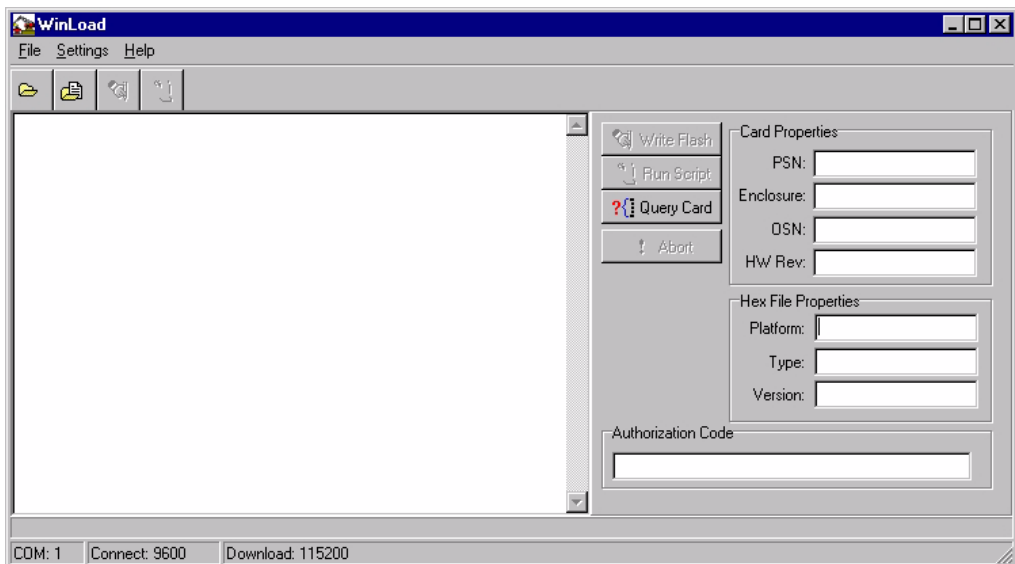 WinLoad
File Settings Help
Write Flash
Run Script
?{ Query Card
! Abort
Card Properties
PSN:
Enclosure:
OSN:
HW Rev:
Hex File Properties
Platform:
Type:
Version:
Authorization Code
COM: 1 Connect: 9600 Download: 115200